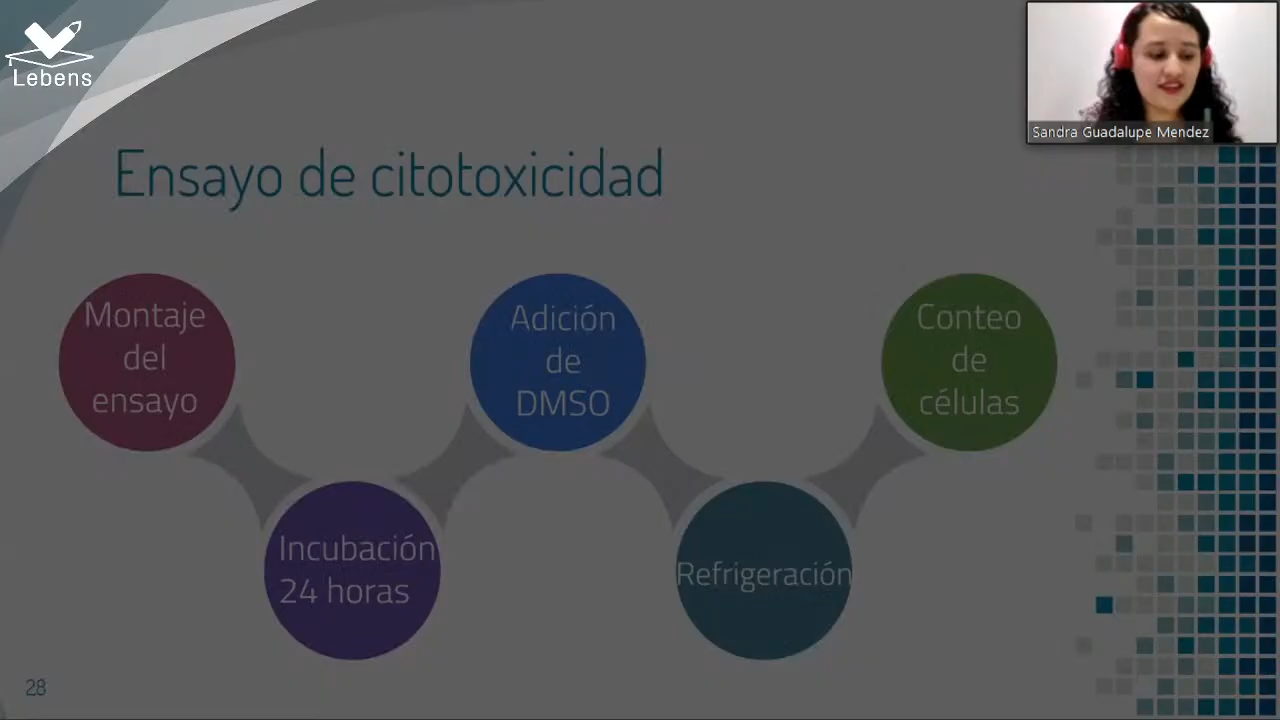 Lebens
Sandra Guadalupe Mendez
Ensayo de citotoxicidad
Montaje
del
ensayo
Incubación
24 horas
Adición
de
DMSO
Refrigeración
Conteo
de
células
28